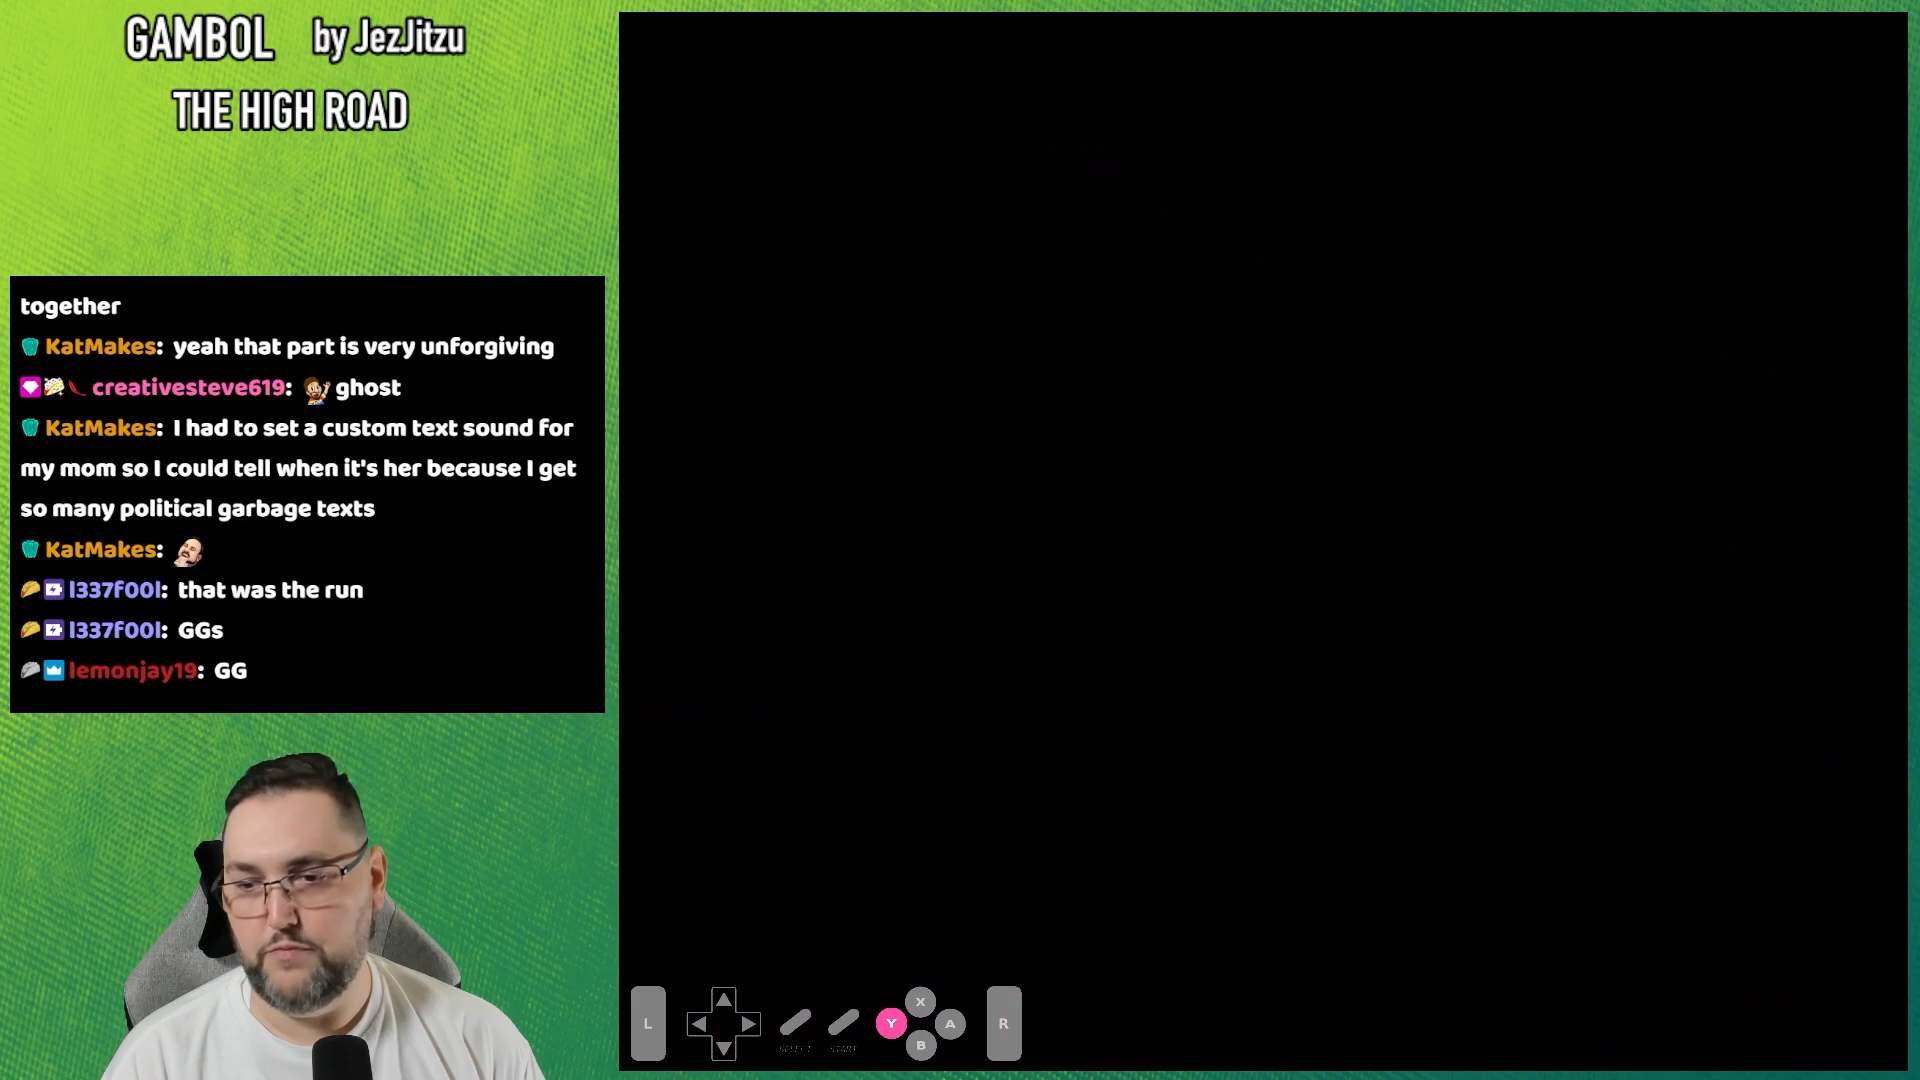 GAMBOL by JezJitzu
THE HIGH ROAD
together
KatMakes: yeah that part is very unforgiving
creativesteve619: ghost
KatMakes: I had to set a custom text sound for
my mom so I could tell when it's her because I get
so many political garbage texts
KatMakes:
l337f00l: that was the run
l337f00l: GGs
lemonjay19: GG
L SELECT START Y X B A R